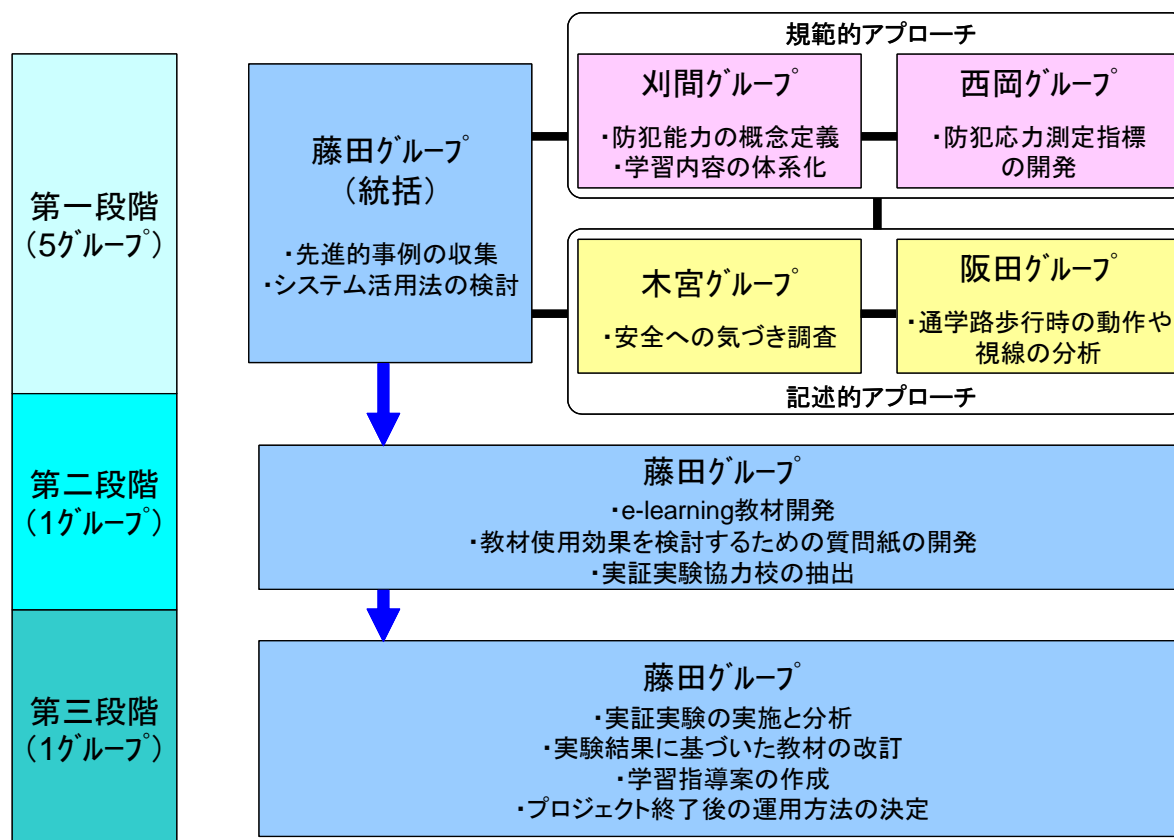 第一段階
(5グループ)
藤田グループ
(統括)
・先進的事例の収集
・システム活用法の検討
規範的アプローチ
刈間グループ
・防犯能力の概念定義
・学習内容の体系化
西岡グループ
・防犯応力測定指標
の開発
木宮グループ
・安全への気づき調査
阪田グループ
・通学路歩行時の動作や
視線の分析
記述的アプローチ
第二段階
(1グループ)
藤田グループ
・e-learning教材開発
・教材使用効果を検討するための質問紙の開発
・実証実験協力校の抽出
第三段階
(1グループ)
藤田グループ
・実証実験の実施と分析
・実験結果に基づいた教材の改訂
・学習指導案の作成
・プロジェクト終了後の運用方法の決定